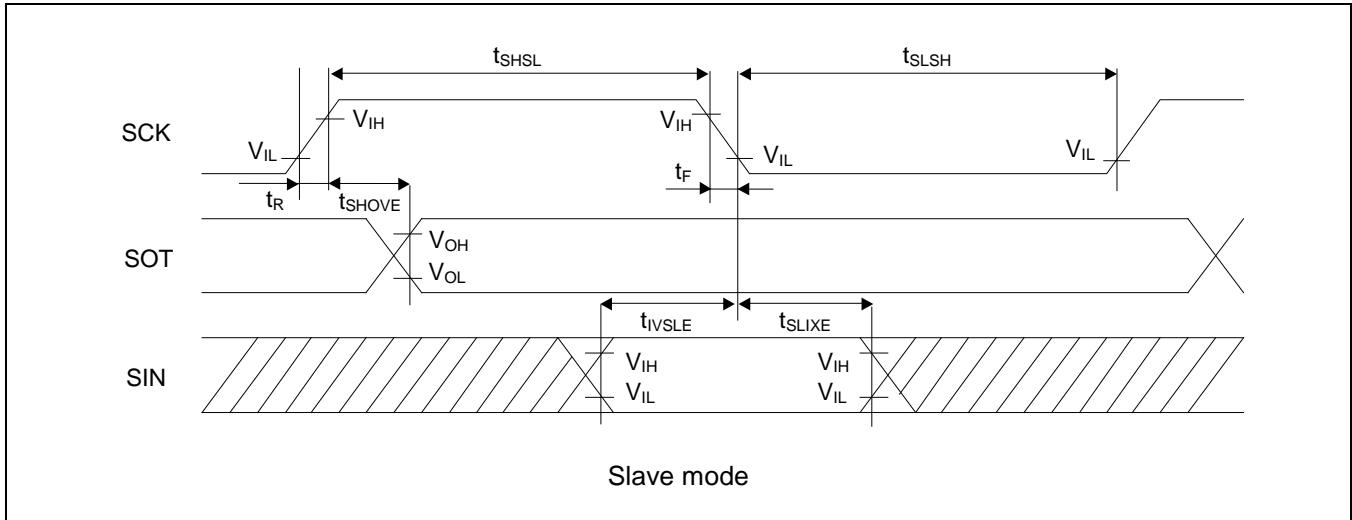 tSHSL
tSLSH
SCK
VIH
VIH
VIL
VIL
VIL
tF
tR
tSHOVE
SOT
VOH
VOL
tIVSLE
tSLIXE
SIN
VIH
VIH
VIL
VIL
Slave mode